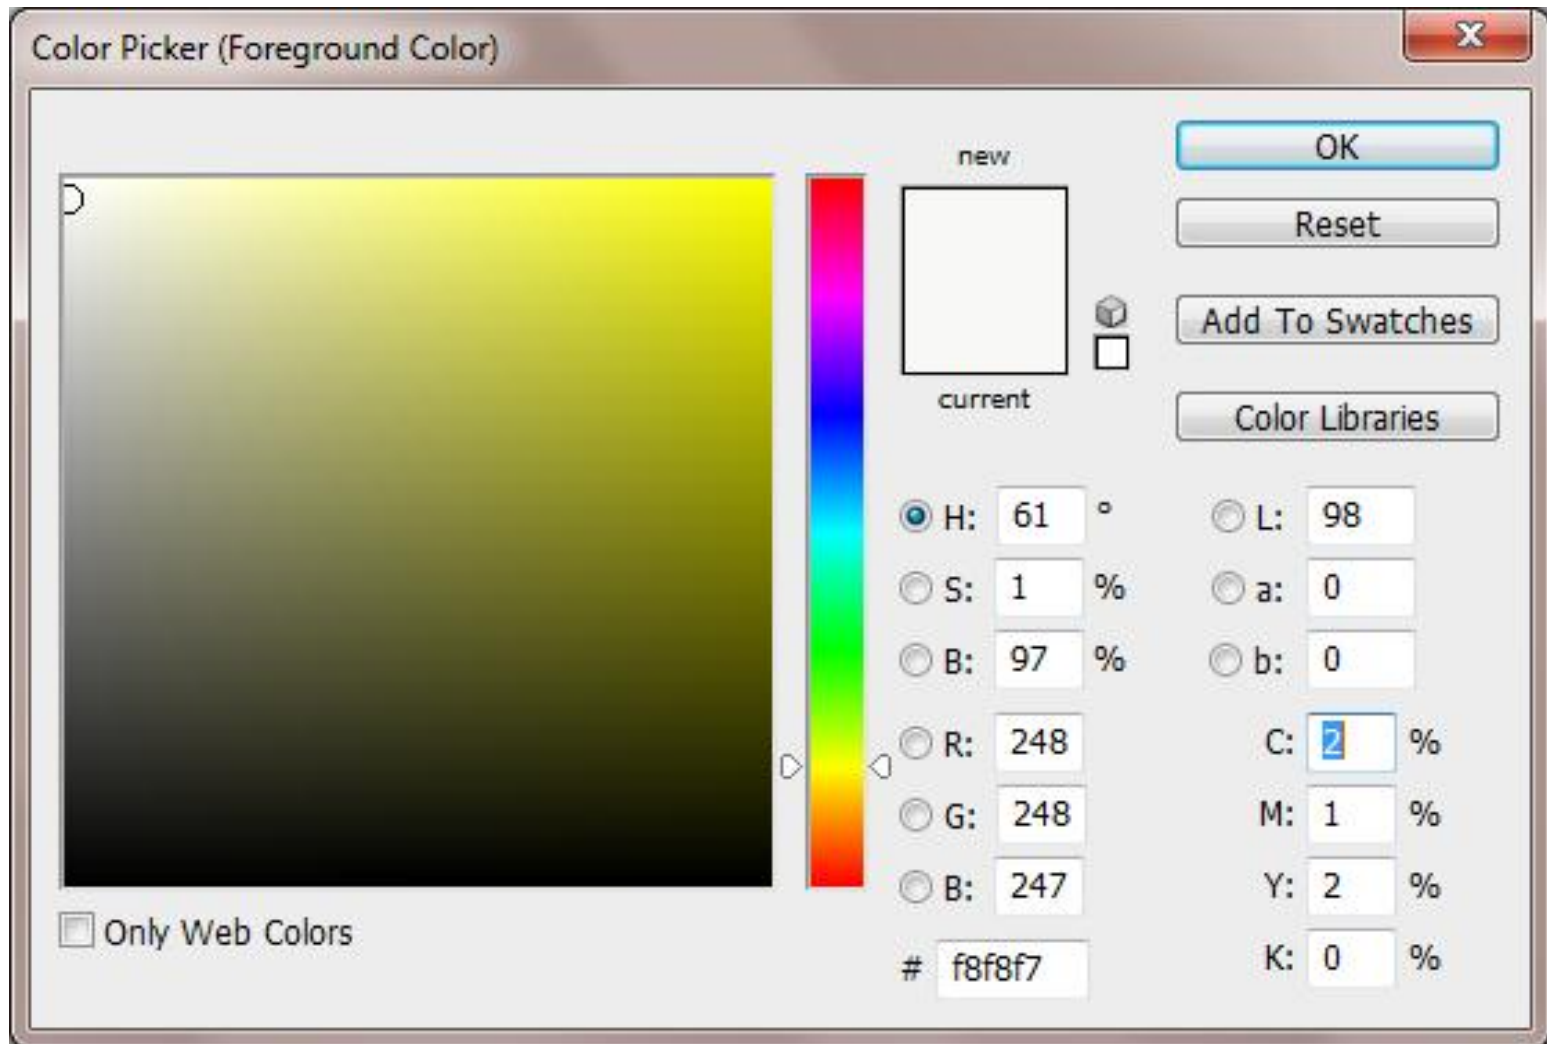 Color Picker (Foreground Color)
new
current
OK
Reset
Add To Swatches
Color Libraries
H: 61 °
S: 1 %
B: 97 %
R: 248
G: 248
B: 247
# f8f8f7
L: 98
a: 0
b: 0
C: 2 %
M: 1 %
Y: 2 %
K: 0 %
Only Web Colors